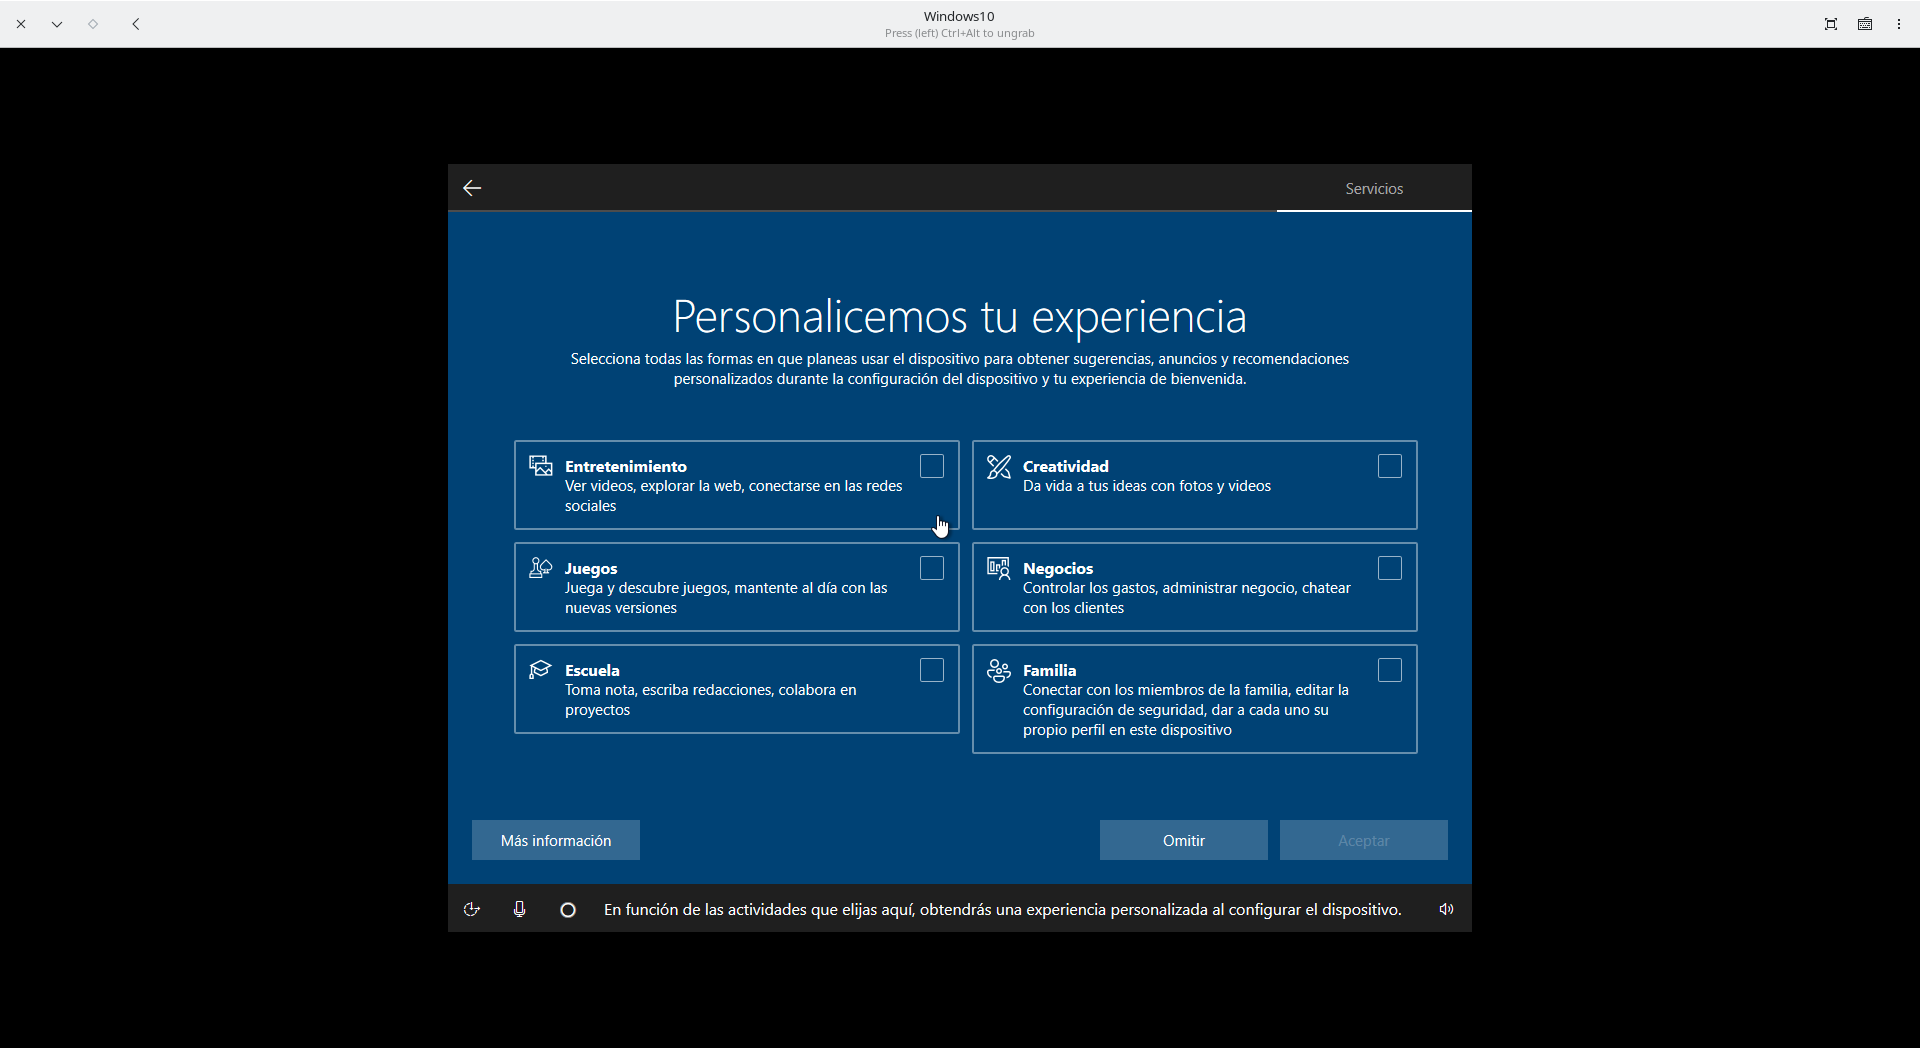 Windows10
Press (left) Ctrl+Alt to ungrab
Servicios
Personalicemos tu experiencia
Selecciona todas las formas en que planeas usar el dispositivo para obtener sugerencias, anuncios y recomendaciones
personalizados durante la configuración del dispositivo y tu experiencia de bienvenida.
Entretenimiento
Ver videos, explorar la web, conectarse en las redes
sociales
Creatividad
Da vida a tus ideas con fotos y videos
Juegos
Juega y descubre juegos, mantente al día con las
nuevas versiones
Negocios
Controlar los gastos, administrar negocio, chatear
con los clientes
Escuela
Toma nota, escriba redacciones, colabora en
proyectos
Familia
Conectar con los miembros de la familia, editar la
configuración de seguridad, dar a cada uno su
propio perfil en este dispositivo
Más información
Omitir
Aceptar
En función de las actividades que elijas aquí, obtendrás una experiencia personalizada al configurar el dispositivo.